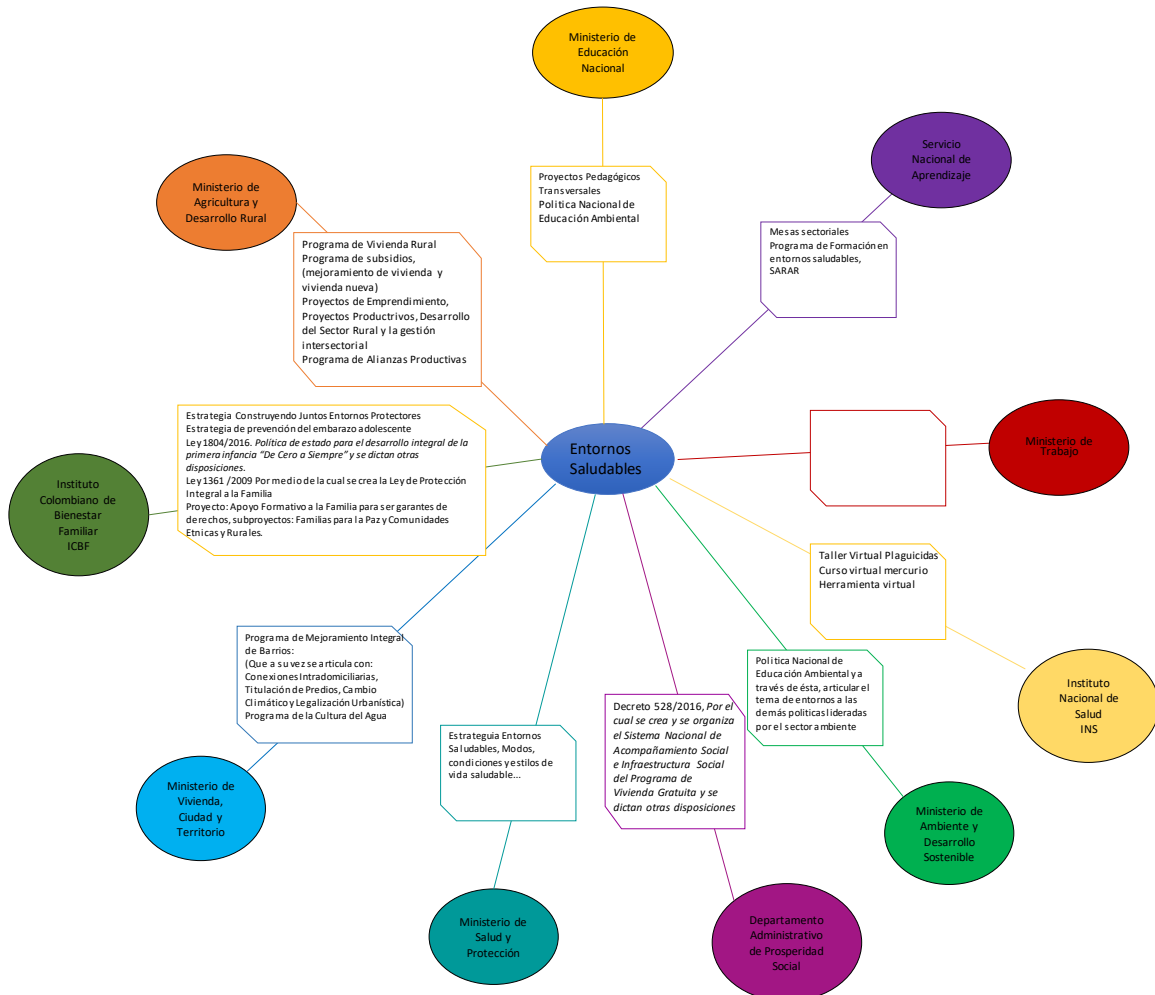 Ministerio de
Educación
Nacional
Servicio
Nacional de
Aprendizaje
Proyectos Pedagógicos
Transversales
Politica Nacional de
Educación Ambiental
Ministerio de
Agricultura y
Desarrollo Rural
Mesas sectoriales
Programa de Formación en
entornos saludables,
SARAR
Programa de Vivienda Rural
Programa de subsidios,
(mejoramiento de vivienda y
vivienda nueva)
Proyectos de Emprendimiento,
Proyectos Productrivos, Desarrollo
del Sector Rural y la gestión
intersectorial
Programa de Alianzas Productivas
Estrategia Construyendo Juntos Entornos Protectores
Estrategia de prevención del embarazo adolescente
Ley 1804/2016. Política de estado para el desarrollo integral de la
primera infancia “De Cero a Siempre” y se dictan otras
disposiciones.
Ley 1361 /2009 Por medio de la cual se crea la Ley de Protección
Integral a la Familia
Proyecto: Apoyo Formativo a la Familia para ser garantes de
derechos, subproyectos: Familias para la Paz y Comunidades
Etnicas y Rurales.
Entornos
Saludables
Ministerio de
Trabajo
Instituto
Colombiano de
Bienestar
Familiar
ICBF
Taller Virtual Plaguicidas
Curso virtual mercurio
Herramienta virtual
Programa de Mejoramiento Integral
de Barrios:
(Que a su vez se articula con:
Conexiones Intradomiciliarias,
Titulación de Predios, Cambio
Climático y Legalización Urbanística)
Programa de la Cultura del Agua
Politica Nacional de
Educación Ambiental y a
través de ésta, articular el
tema de entornos a las
demás politicas lideradas
por el sector ambiente
Instituto
Nacional de
Salud
INS
Decreto 528/2016, Por el
cual se crea y se organiza
el Sistema Nacional de
Acompañamiento Social
e Infraestructura Social
del Programa de
Vivienda Gratuita y se
dictan otras disposiciones
Estrateguia Entornos
Saludables, Modos,
condiciones y estilos de
vida saludable...
Ministerio de
Vivienda,
Ciudad y
Territorio
Ministerio de
Ambiente y
Desarrollo
Sostenible
Ministerio de
Salud y
Protección
Departamento
Administrativo
de Prosperidad
Social